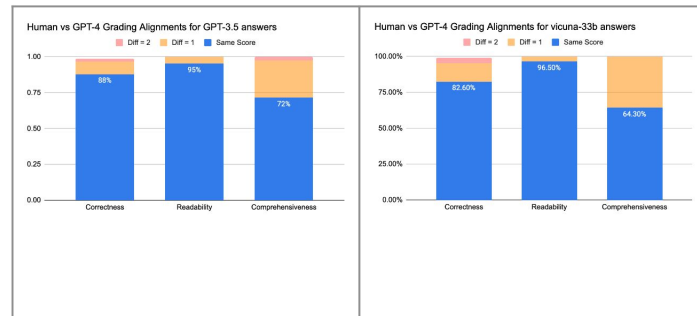 Human vs GPT-4 Grading Alignments for GPT-3.5 answers
Diff = 2 Diff = 1 Same Score
1.00
0.75
0.50
0.25
0.00
88%
95%
72%
Correctness Readability Comprehensiveness
Human vs GPT-4 Grading Alignments for vicuna-33b answers
Diff = 2 Diff = 1 Same Score
100.00%
75.00%
50.00%
25.00%
0.00%
82.60%
96.50%
64.30%
Correctness Readability Comprehensiveness